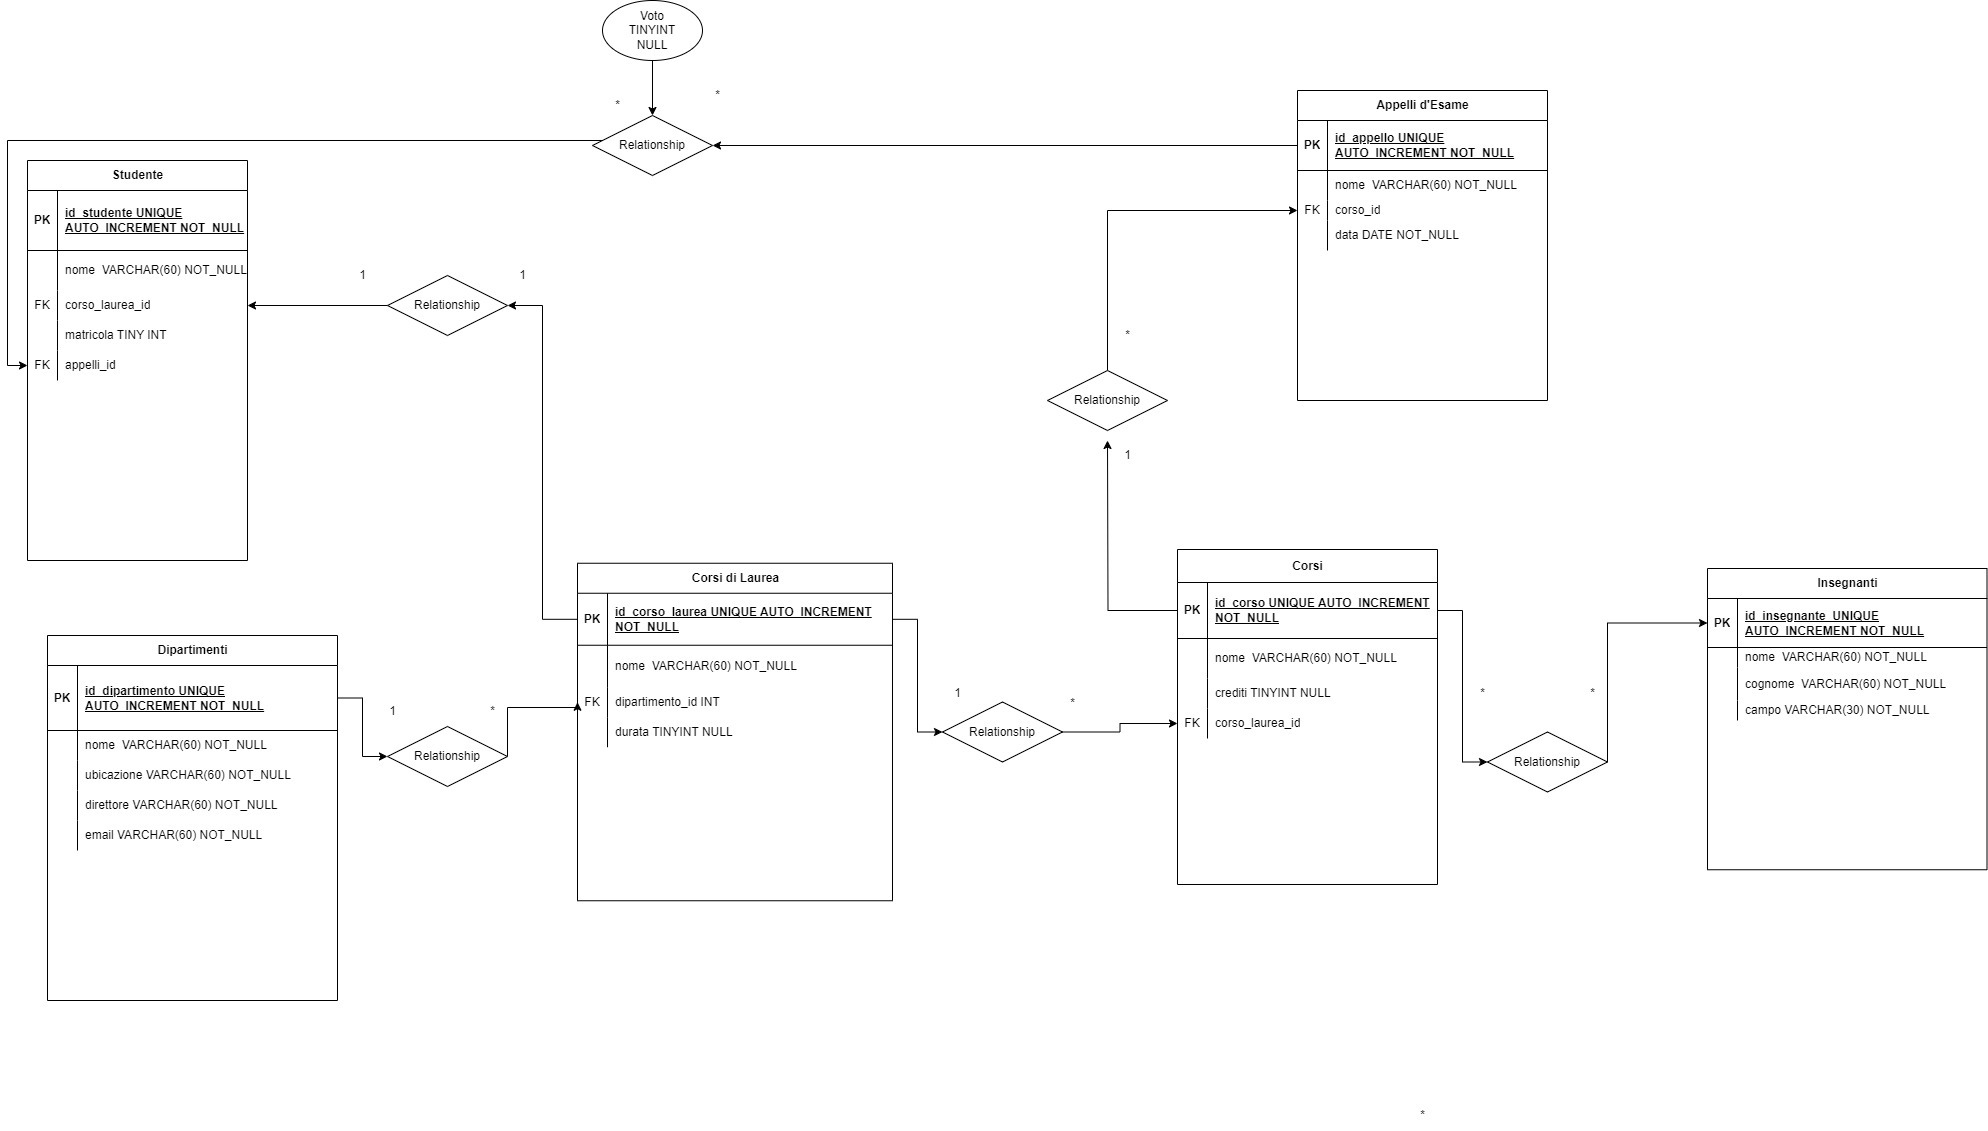 Voto
TINYINT
NULL
*
*
Relationship
Appelli d'Esame
PK
id_appello UNIQUE
AUTO_INCREMENT NOT_NULL
nome VARCHAR(60) NOT_NULL
FK
corso_id
data DATE NOT_NULL
Studente
PK
id_studente UNIQUE
AUTO_INCREMENT NOT_NULL
nome VARCHAR(60) NOT_NULL
FK
corso_laurea_id
matricola TINY INT
FK
appelli_id
1
Relationship
1
*
Relationship
1
Dipartimenti
PK
id_dipartimento UNIQUE
AUTO_INCREMENT NOT_NULL
nome VARCHAR(60) NOT_NULL
ubicazione VARCHAR(60) NOT_NULL
direttore VARCHAR(60) NOT_NULL
email VARCHAR(60) NOT_NULL
1
Relationship
*
Corsi di Laurea
PK
id_corso_laurea UNIQUE AUTO_INCREMENT
NOT_NULL
nome VARCHAR(60) NOT_NULL
FK
dipartimento_id INT
durata TINYINT NULL
1
Relationship
*
Corsi
PK
id_corso UNIQUE AUTO_INCREMENT
NOT_NULL
nome VARCHAR(60) NOT_NULL
crediti TINYINT NULL
FK
corso_laurea_id
*
Relationship
*
Insegnanti
PK
id_insegnante UNIQUE
AUTO_INCREMENT NOT_NULL
nome VARCHAR(60) NOT_NULL
cognome VARCHAR(60) NOT_NULL
campo VARCHAR(30) NOT_NULL
*